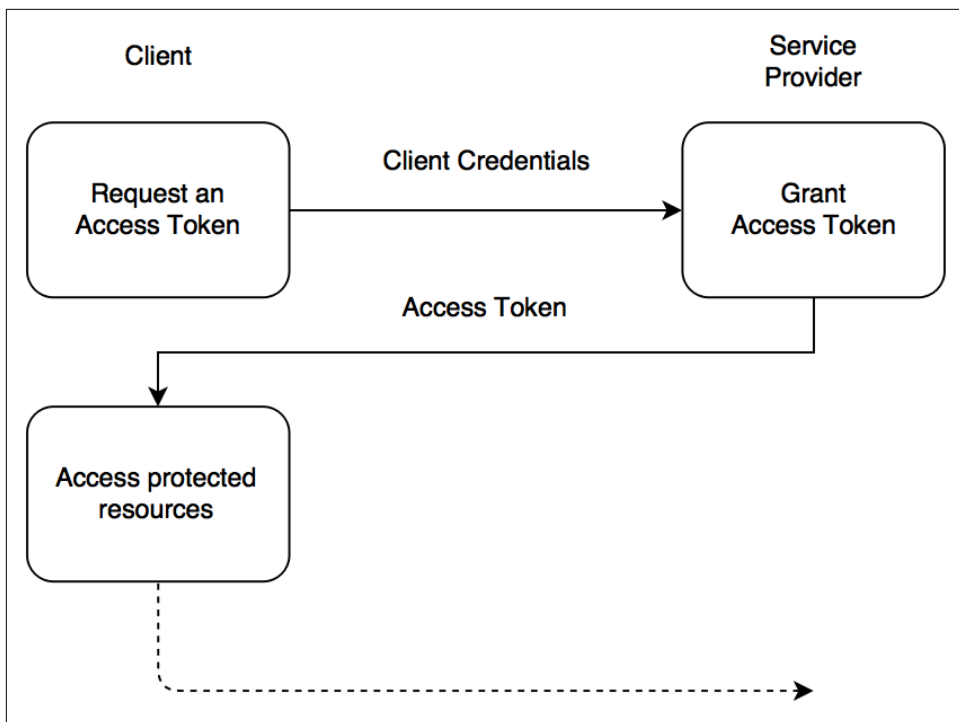 Client
Service
Provider
Client Credentials
Request an
Access Token
Grant
Access Token
Access Token
Access protected
resources